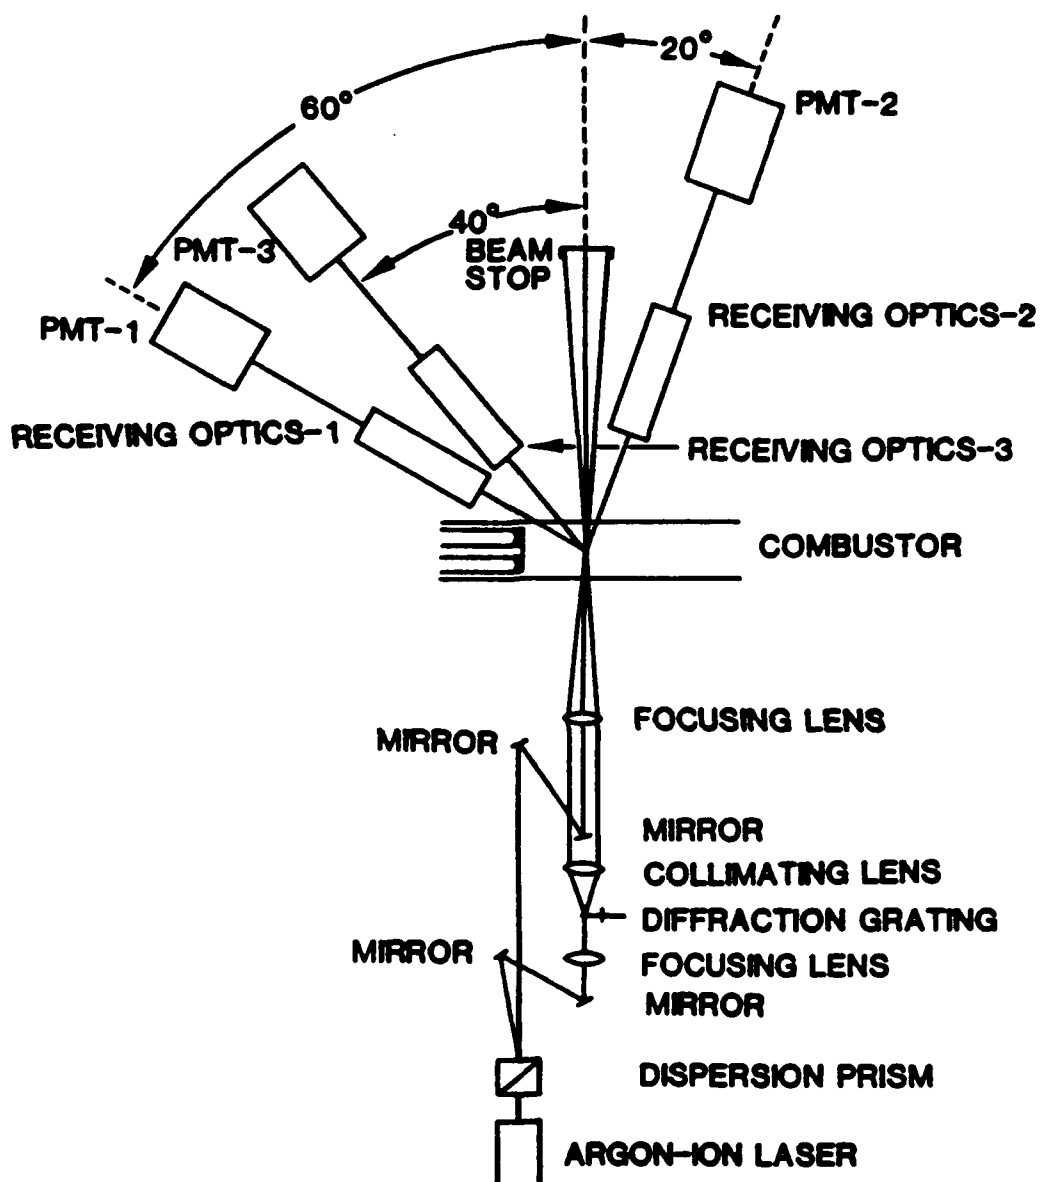 20°
PMT-2
60°
40°
PMT-3
BEAM
STOP
PMT-1
RECEIVING OPTICS-2
RECEIVING OPTICS-1
RECEIVING OPTICS-3
COMBUSTOR
FOCUSING LENS
MIRROR
MIRROR
COLLIMATING LENS
DIFFRACTION GRATING
MIRROR
FOCUSING LENS
MIRROR
DISPERSION PRISM
ARGON-ION LASER